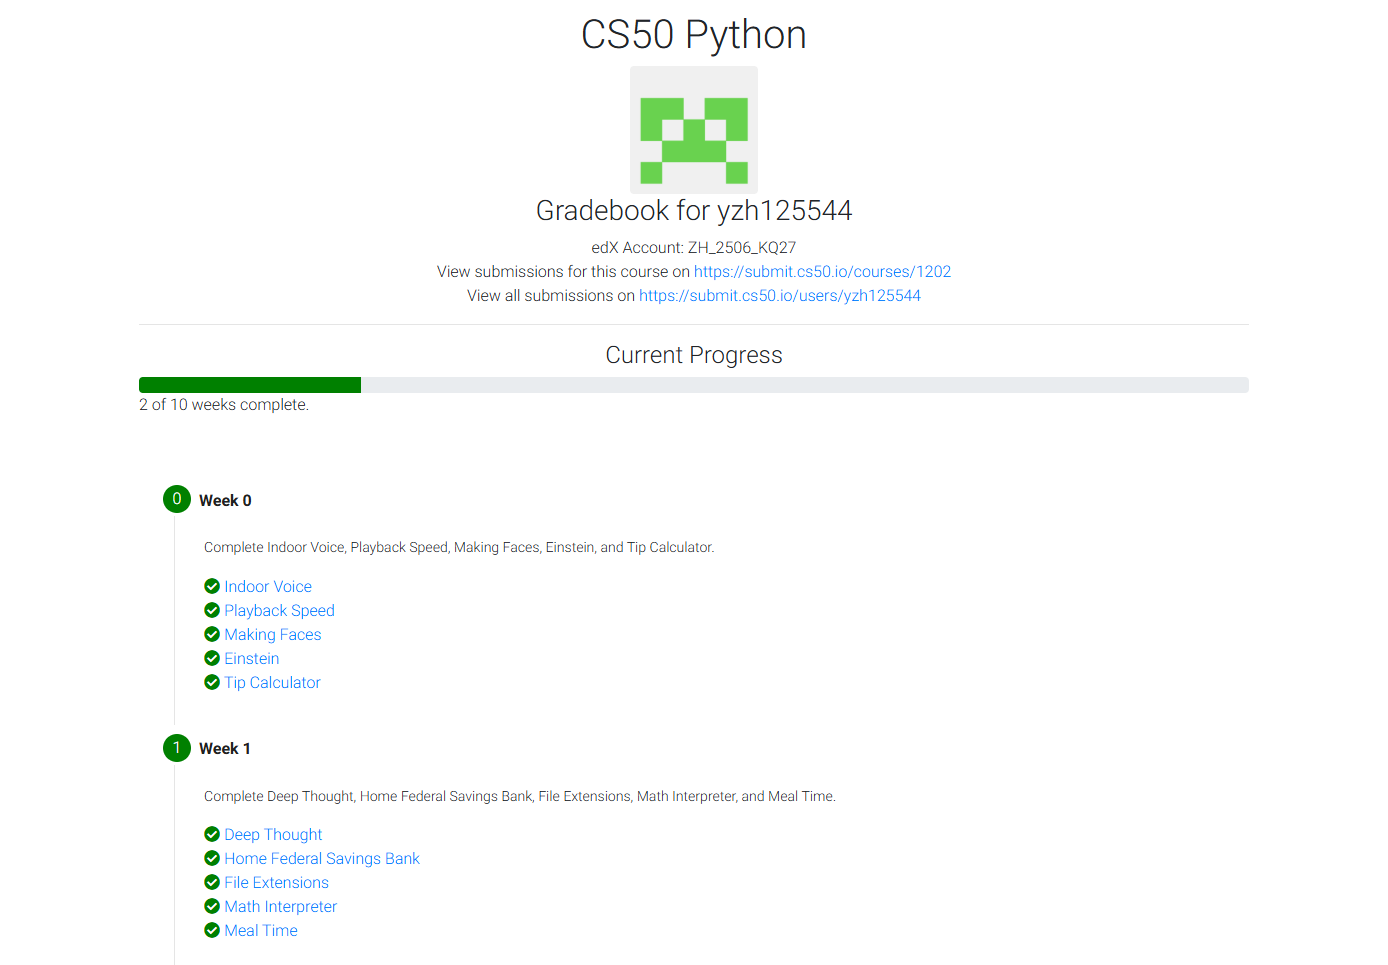 CS50 Python
Gradebook for yzh125544
edX Account: ZH_2506_KQ27
View submissions for this course on https://submit.cs50.io/courses/1202
View all submissions on https://submit.cs50.io/users/yzh125544
Current Progress
2 of 10 weeks complete.
0 Week 0
Complete Indoor Voice, Playback Speed, Making Faces, Einstein, and Tip Calculator.
Indoor Voice
Playback Speed
Making Faces
Einstein
Tip Calculator
1 Week 1
Complete Deep Thought, Home Federal Savings Bank, File Extensions, Math Interpreter, and Meal Time.
Deep Thought
Home Federal Savings Bank
File Extensions
Math Interpreter
Meal Time